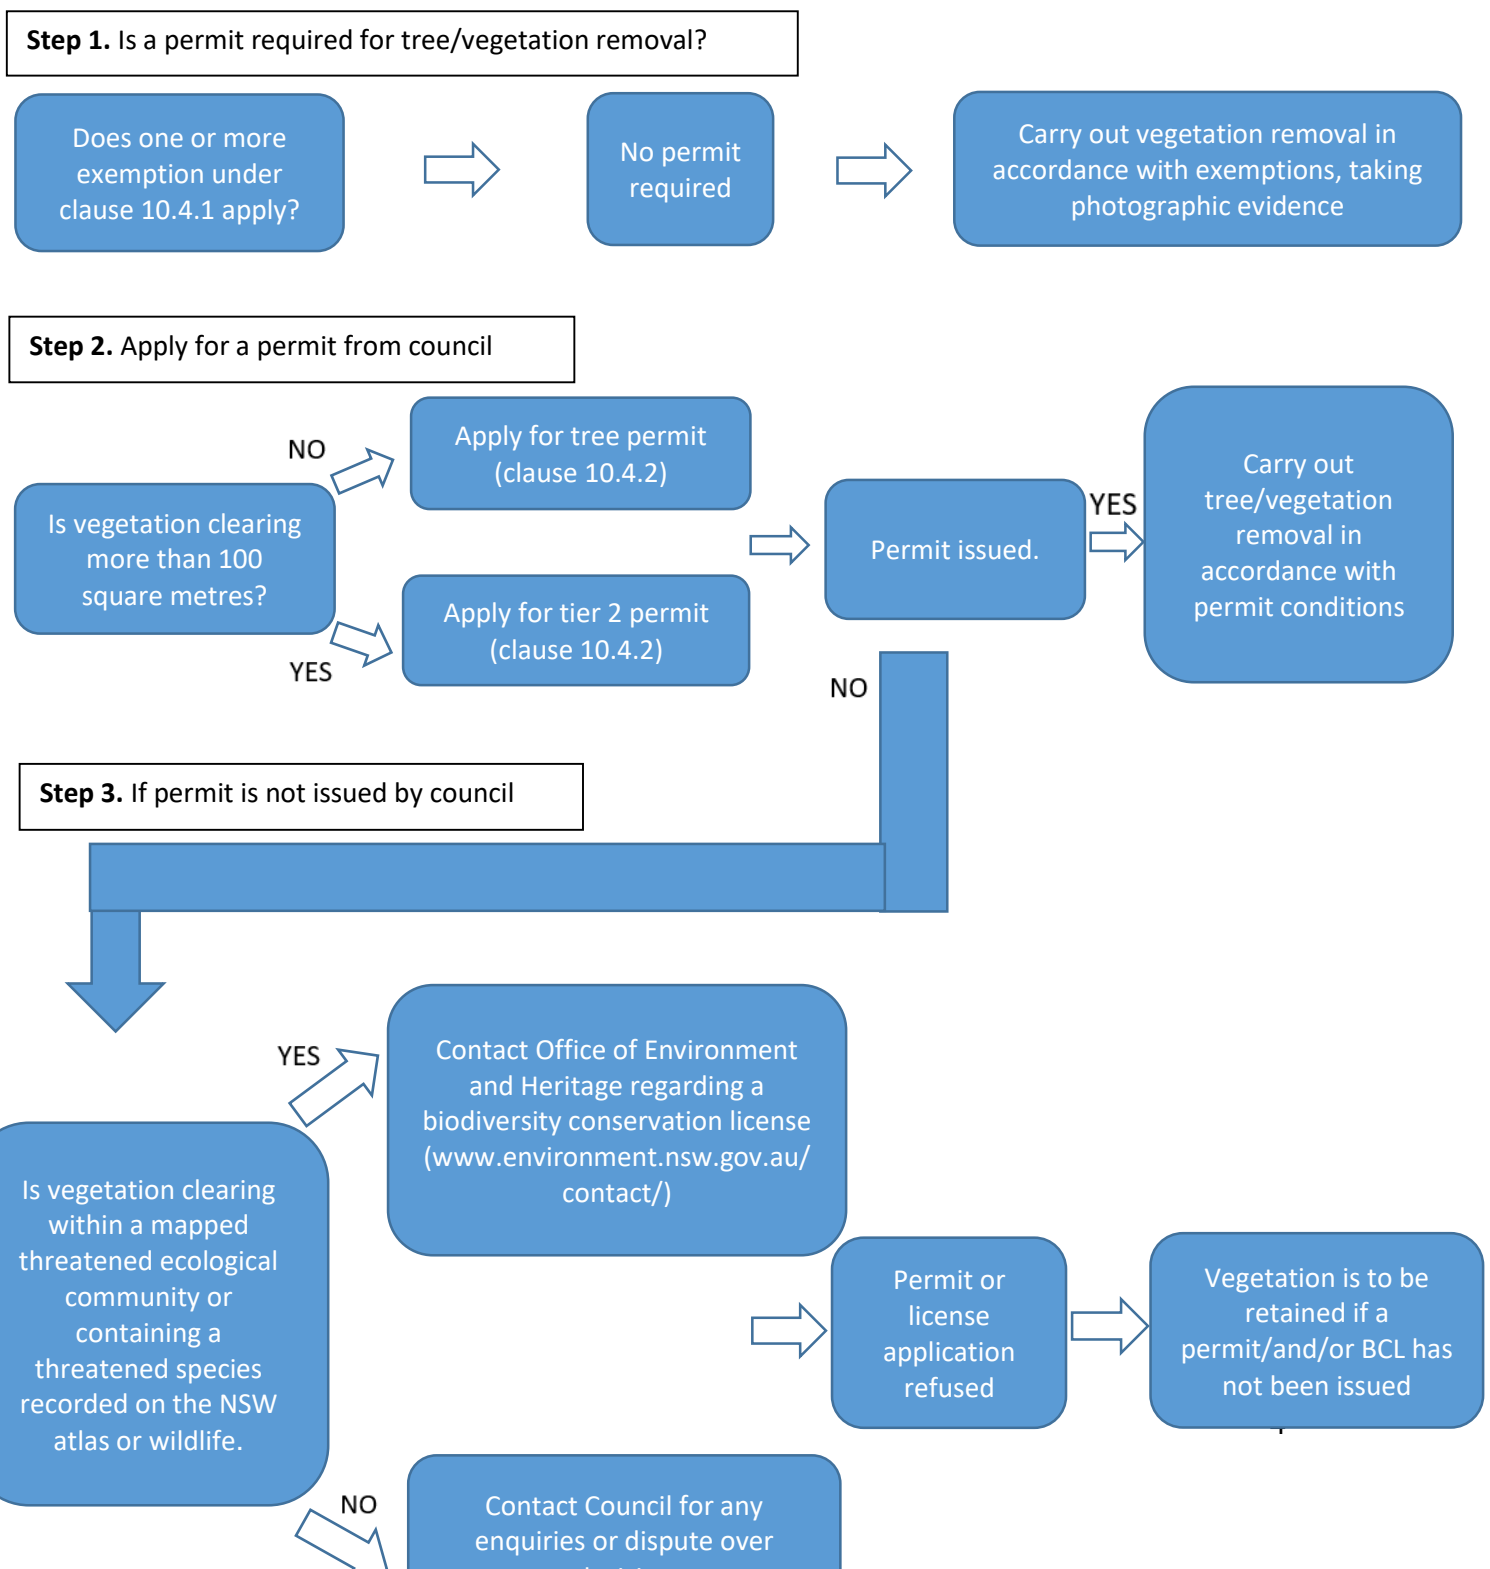 Step 1. Is a permit required for tree/vegetation removal?
Does one or more
exemption under
clause 10.4.1 apply?
No permit
required
Carry out vegetation removal in
accordance with exemptions, taking
photographic evidence
Step 2. Apply for a permit from council
NO
Apply for tree permit
(clause 10.4.2)
Is vegetation clearing
more than 100
square metres?
YES
Apply for tier 2 permit
(clause 10.4.2)
Permit issued.
YES
Carry out
tree/vegetation
removal in
accordance with
permit conditions
NO
Step 3. If permit is not issued by council
YES
Contact Office of Environment
and Heritage regarding a
biodiversity conservation license
(www.environment.nsw.gov.au/
contact/)
Is vegetation clearing
within a mapped
threatened ecological
community or
containing a
threatened species
recorded on the NSW
atlas or wildlife.
Permit or
license
application
refused
Vegetation is to be
retained if a
permit/and/or BCL has
not been issued
NO
Contact Council for any
enquiries or dispute over